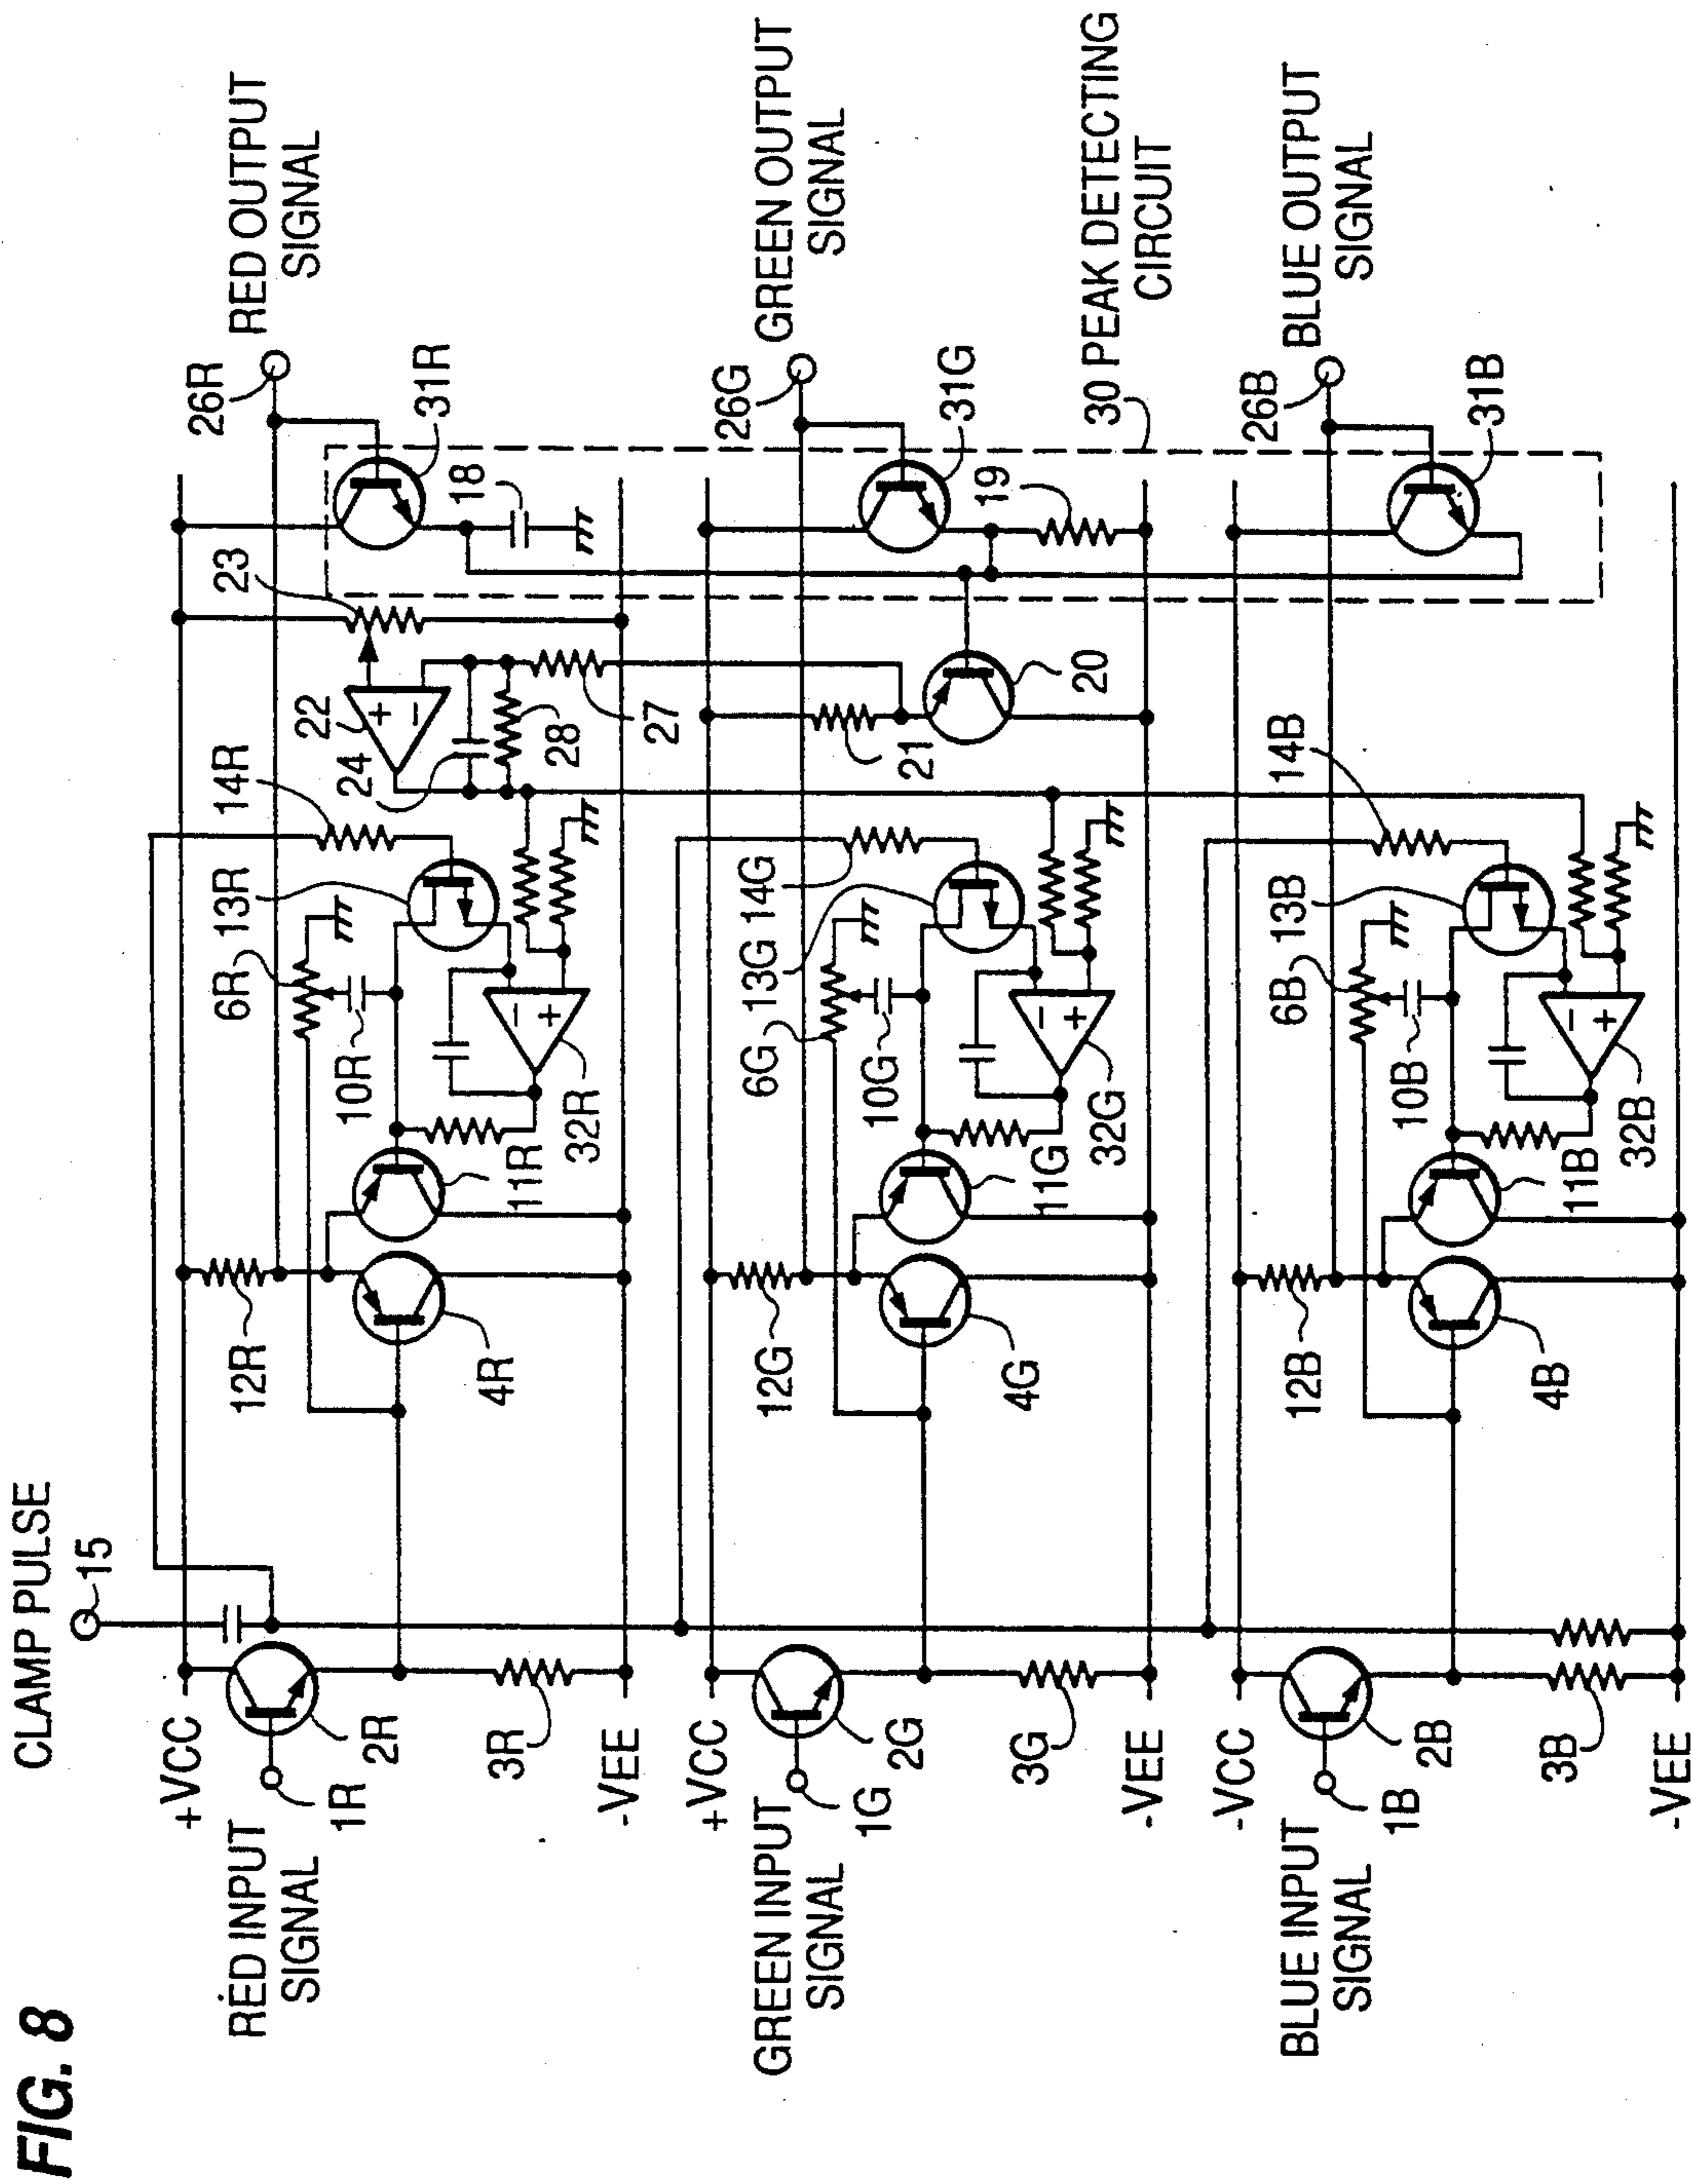 FIG. 8
CLAMP PULSE
15
+VCC
RED INPUT
SIGNAL
1R
2R
3R
-VEE
12R
4R
11R
10R
6R
13R
14R
32R
24
22
28
27
23
18
26R
31R
RED OUTPUT
SIGNAL
+VCC
GREEN INPUT
SIGNAL
1G
2G
3G
-VEE
12G
4G
11G
10G
6G
13G
14G
32G
21
20
19
26G
31G
GREEN OUTPUT
SIGNAL
30 PEAK DETECTING
CIRCUIT
-VCC
BLUE INPUT
SIGNAL
1B
2B
3B
-VEE
12B
4B
11B
10B
6B
13B
14B
32B
26B
31B
BLUE OUTPUT
SIGNAL
+
-
-
+
-
+
-
+